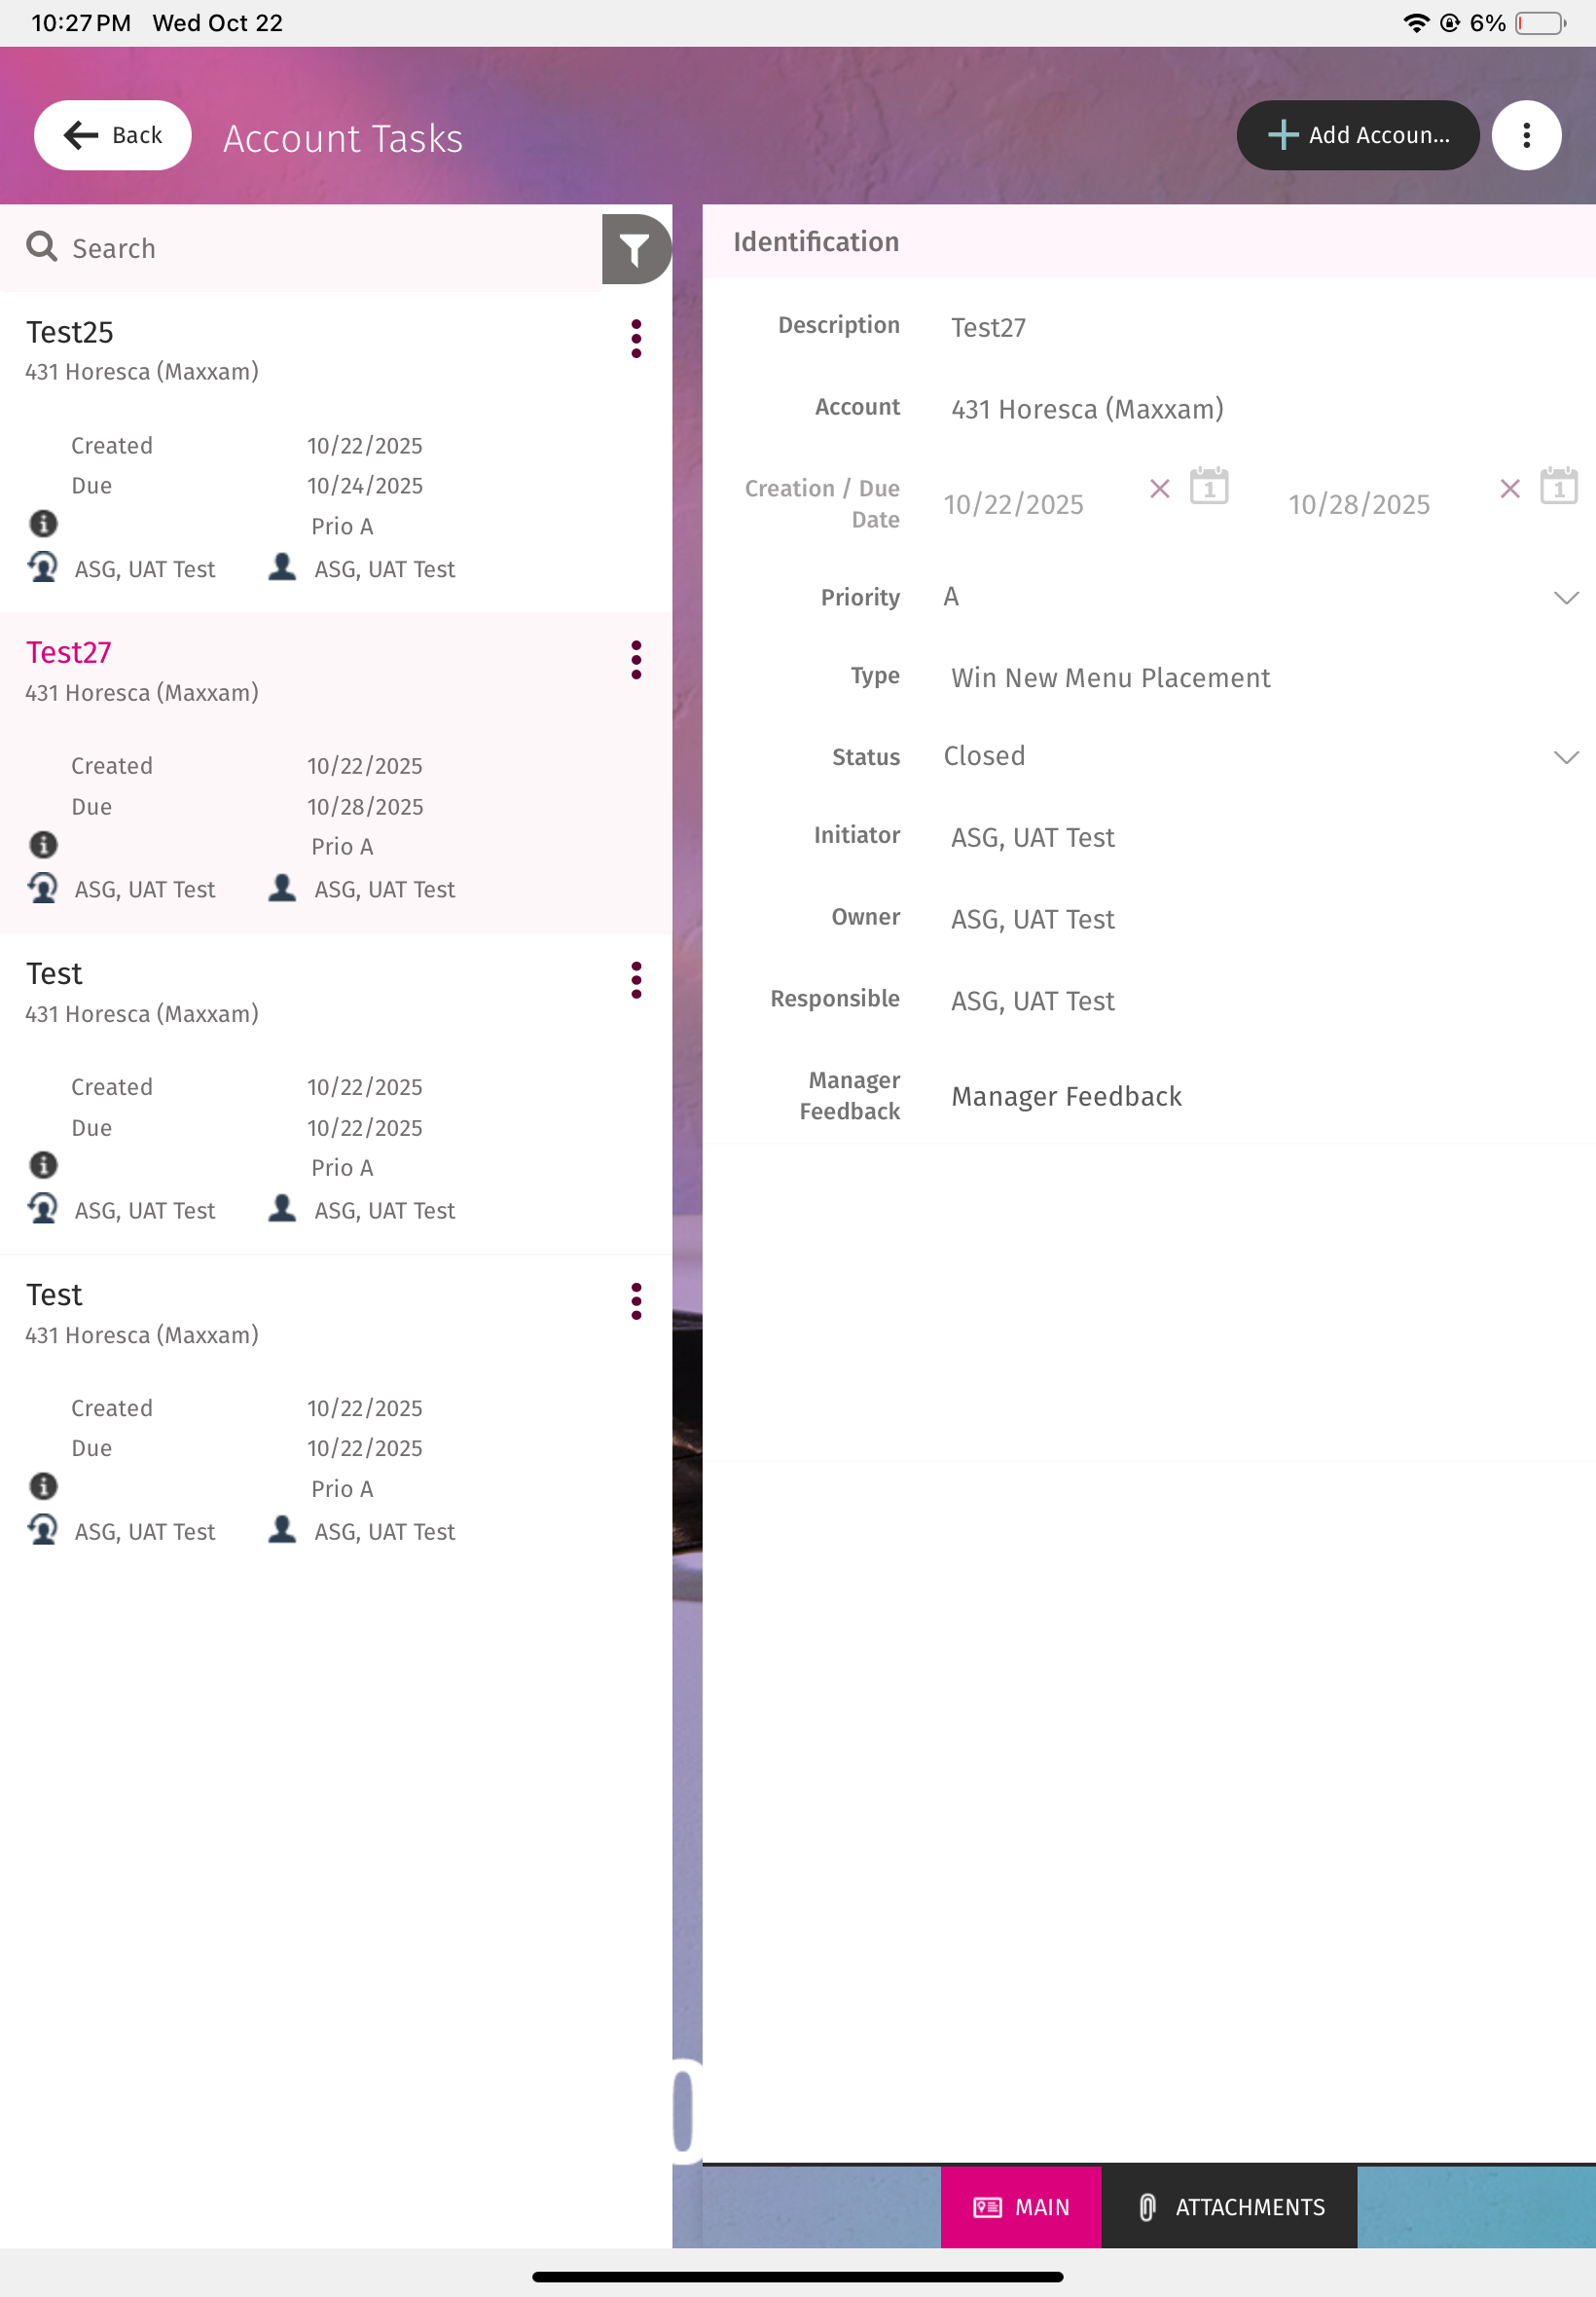 10:27 PM Wed Oct 22
6%
Back
Account Tasks
Add Accoun...
Search
Test25
431 Horesca (Maxxam)
Created 10/22/2025
Due 10/24/2025
Prio A
ASG, UAT Test ASG, UAT Test
Test27
431 Horesca (Maxxam)
Created 10/22/2025
Due 10/28/2025
Prio A
ASG, UAT Test ASG, UAT Test
Test
431 Horesca (Maxxam)
Created 10/22/2025
Due 10/22/2025
Prio A
ASG, UAT Test ASG, UAT Test
Test
431 Horesca (Maxxam)
Created 10/22/2025
Due 10/22/2025
Prio A
ASG, UAT Test ASG, UAT Test
Identification
Description Test27
Account 431 Horesca (Maxxam)
Creation / Due
Date
10/22/2025 1 10/28/2025 1
Priority A
Type Win New Menu Placement
Status Closed
Initiator ASG, UAT Test
Owner ASG, UAT Test
Responsible ASG, UAT Test
Manager
Feedback
Manager Feedback
MAIN ATTACHMENTS